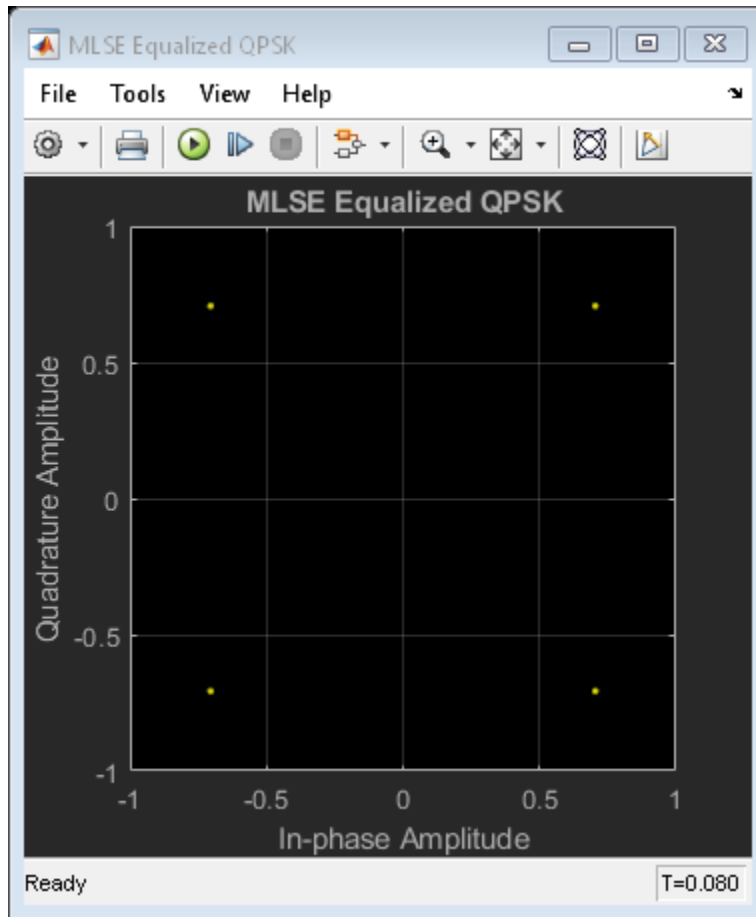 MLSE Equalized QPSK
File Tools View Help
MLSE Equalized QPSK
1
0.5
0
-0.5
-1
Quadrature Amplitude
-1 -0.5 0 0.5 1
In-phase Amplitude
Ready T=0.080